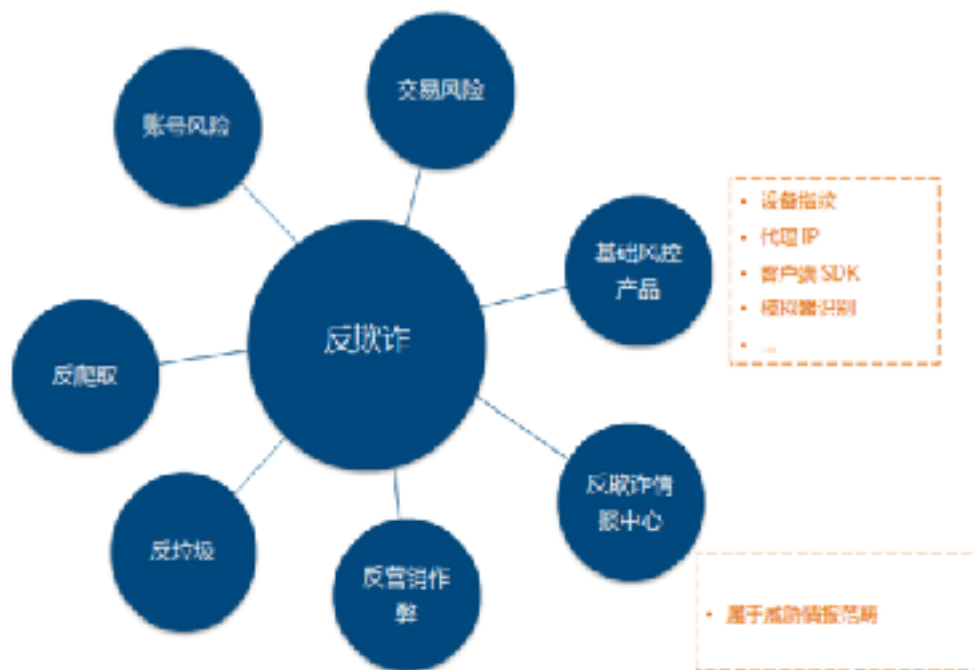 交易风险
账号风险
基础风控
产品
• 设备指纹
• 代理 IP
• 客户端 SDK
• 模拟器识别
• ...
反欺诈
反爬取
反欺诈情
报中心
反垃圾
反营销作
弊
• 属于威胁情报范畴